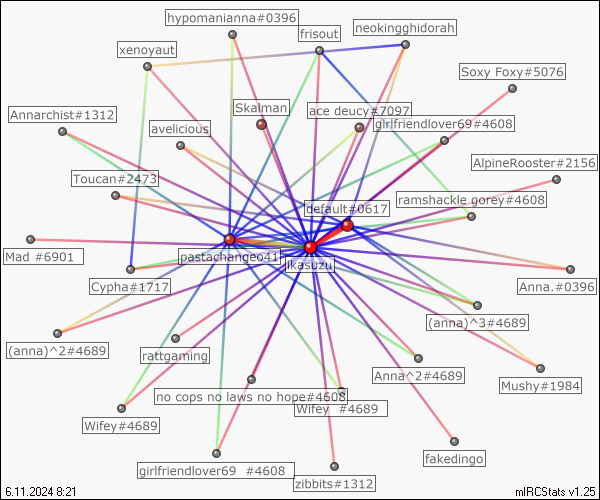 hypomanianna#0396
frisout
neokingghidorah
xenoyaut
Soxy Foxy#5076
Skalman
ace deucy#7097
Annarchist#1312
avelicious
girlfriendlover69#4608
AlpineRooster#2156
Toucan#2473
default#0617
ramshackle gorey#4608
Mad #6901
pastachangeo41
jikasuzu
Cypha#1717
Anna.#0396
(anna)^3#4689
(anna)^2#4689
rattgaming
Anna^2#4689
Mushy#1984
no cops no laws no hope#4608
Wifey #4689
Wifey#4689
fakedingo
girlfriendlover69 #4608
zibbits#1312
6.11.2024 8:21
mIRCStats v1.25